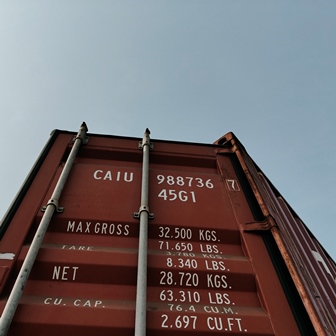 CAIU 988736 7
45G1
MAX GROSS 32.500 KGS.
71.650 LBS.
TARE 3.780 KGS.
8.340 LBS.
NET 28.720 KGS.
63.310 LBS.
CU. CAP. 76.4 CU.M.
2.697 CU.FT.